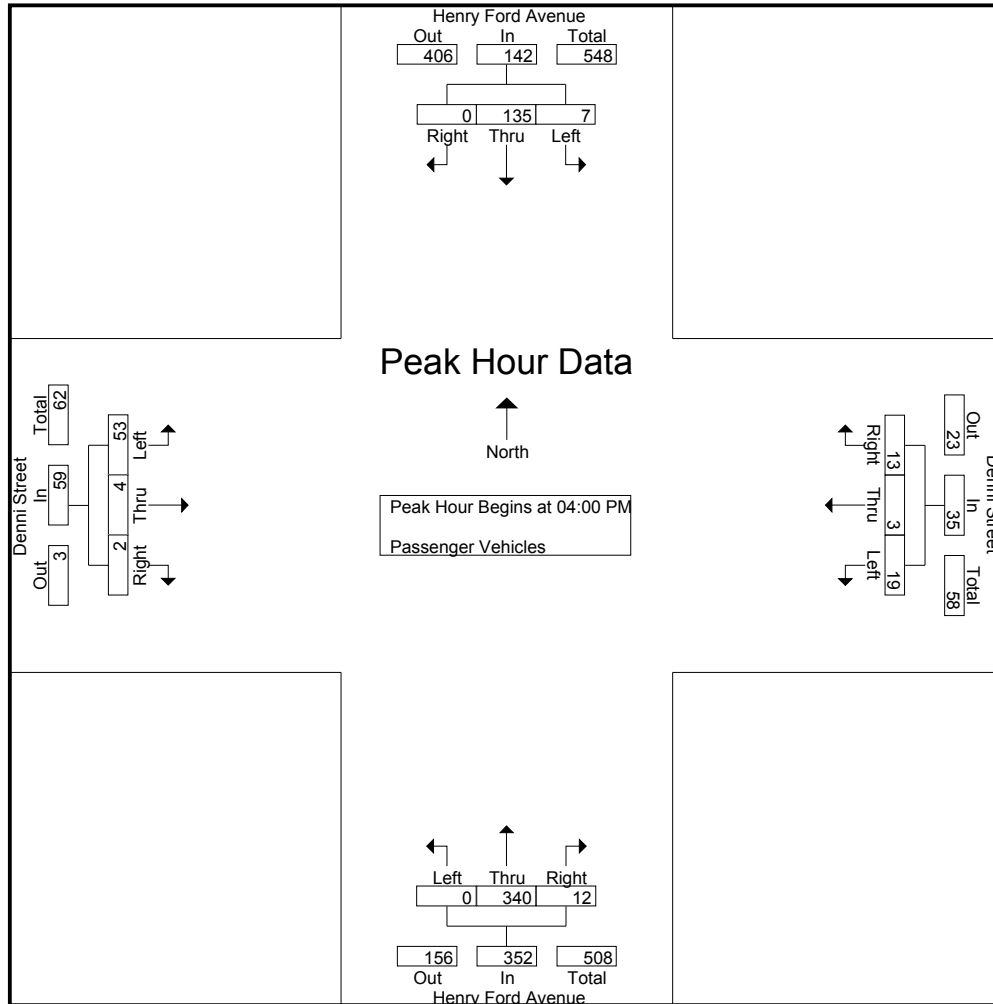 Henry Ford Avenue
Out In Total
406 142 548
0 135 7
Right Thru Left
Peak Hour Data
North
Peak Hour Begins at 04:00 PM
Passenger Vehicles
Denni Street
Out In Total
3 59 62
2 4 53
Right Thru Left
Denni Street
Out In Total
23 35 58
13 3 19
Right Thru Left
Left Thru Right
0 340 12
156 352 508
Out In Total
Henry Ford Avenue